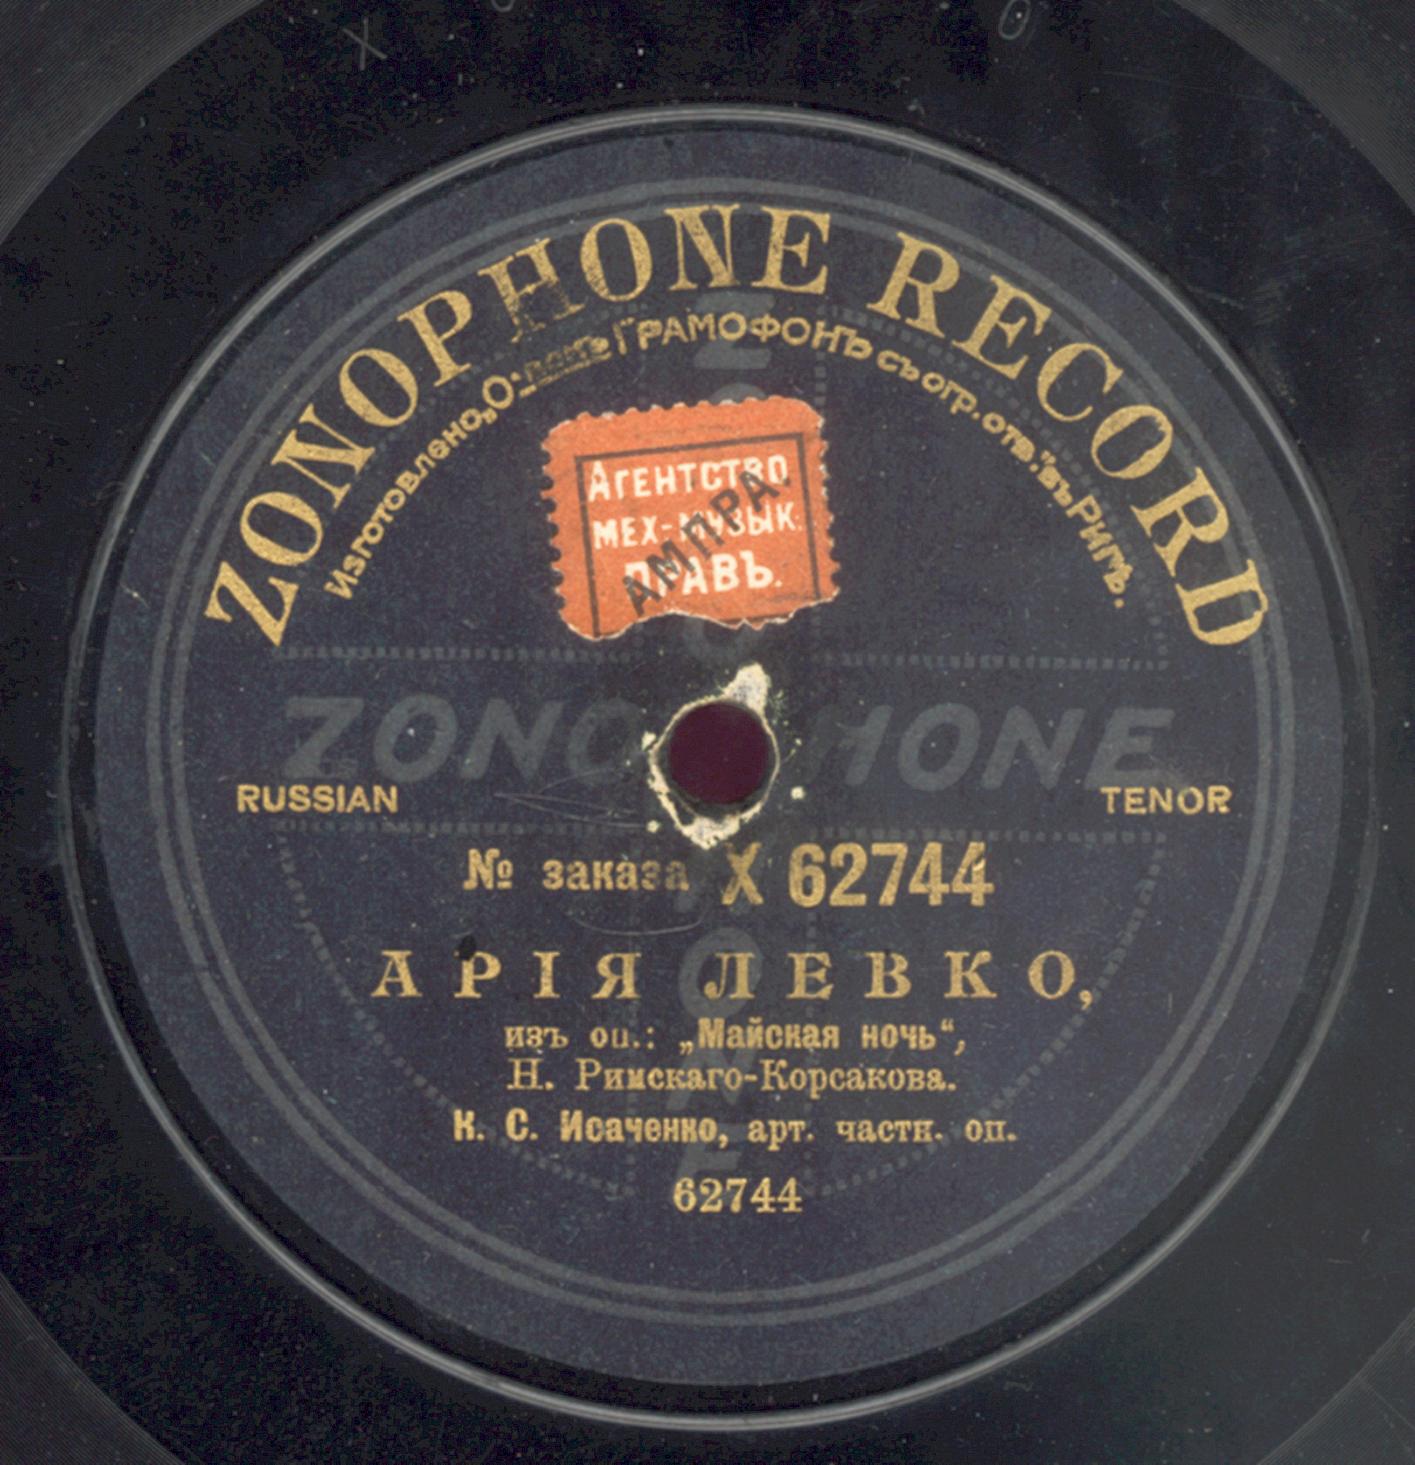 X
ZONOPHONE RECORD
Изготовлено „О-вомъ ГРАМОФОНЪ съ огр. отв.“ въ Ригѣ.
АГЕНТСТВО
МЕХ-МУЗЫК.
ПРАВЪ.
АМПРА.
ZONOPHONE
RUSSIAN
TENOR
№ заказа X 62744
АРІЯ ЛЕВКО,
изъ оп.: „Майская ночь“,
Н. Римскаго-Корсакова.
К. С. Исаченко, арт. частн. оп.
62744